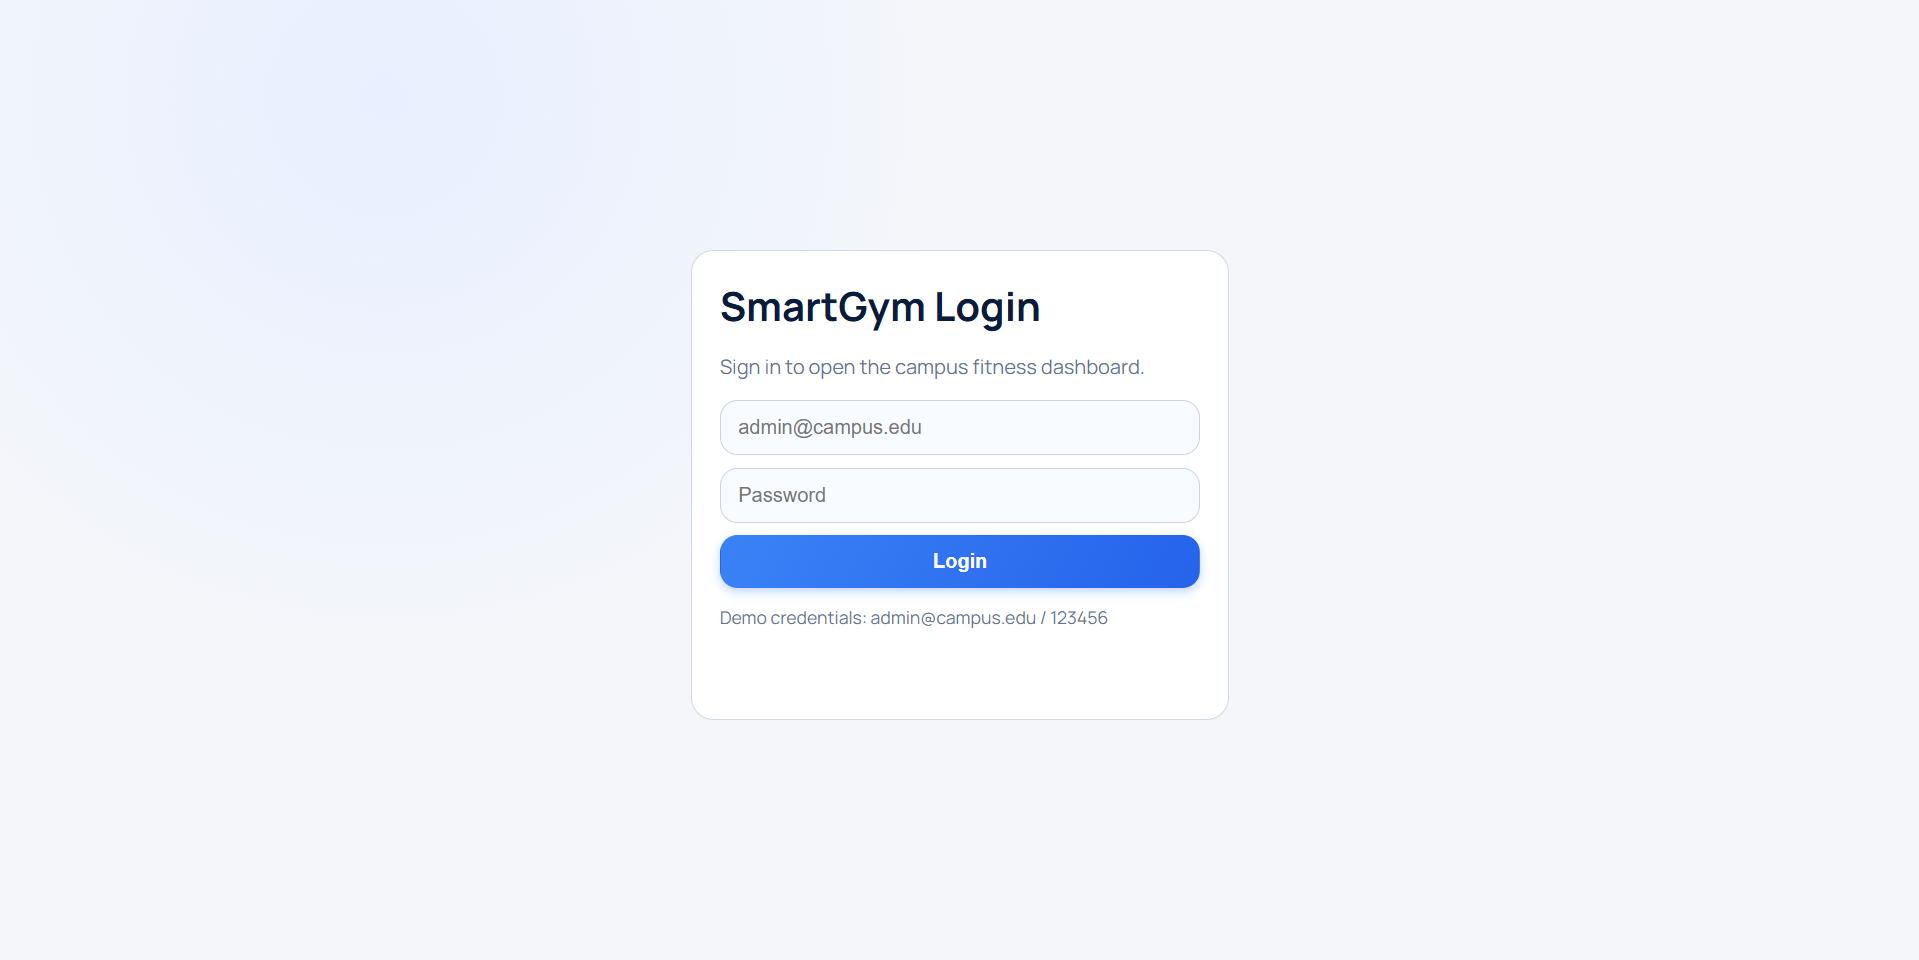 SmartGym Login
Sign in to open the campus fitness dashboard.
admin@campus.edu
Password
Login
Demo credentials: admin@campus.edu / 123456